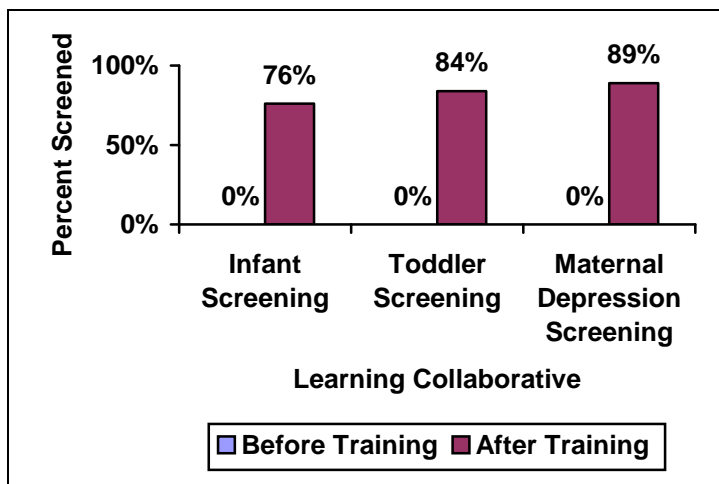 Percent Screened
100%
50%
0%
76%
84%
89%
0%
0%
0%
Infant
Screening
Toddler
Screening
Maternal
Depression
Screening
Learning Collaborative
Before Training
After Training